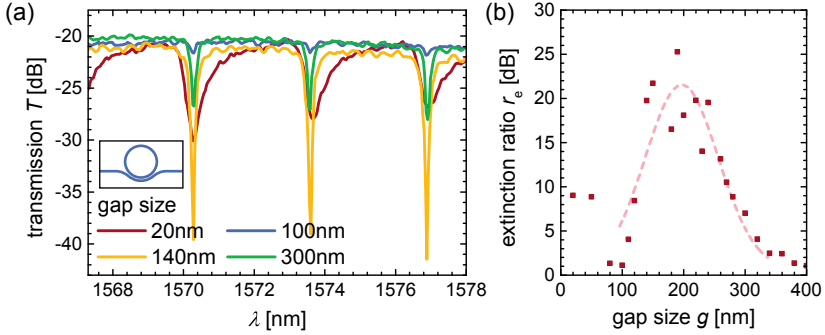 (a)
transmission T [dB]
-20
-25
-30
-35
-40
gap size
20nm
100nm
140nm
300nm
1568
1570
1572
1574
1576
1578
λ [nm]
(b)
extinction ratio rₑ [dB]
30
25
20
15
10
5
0
0
100
200
300
400
gap size g [nm]